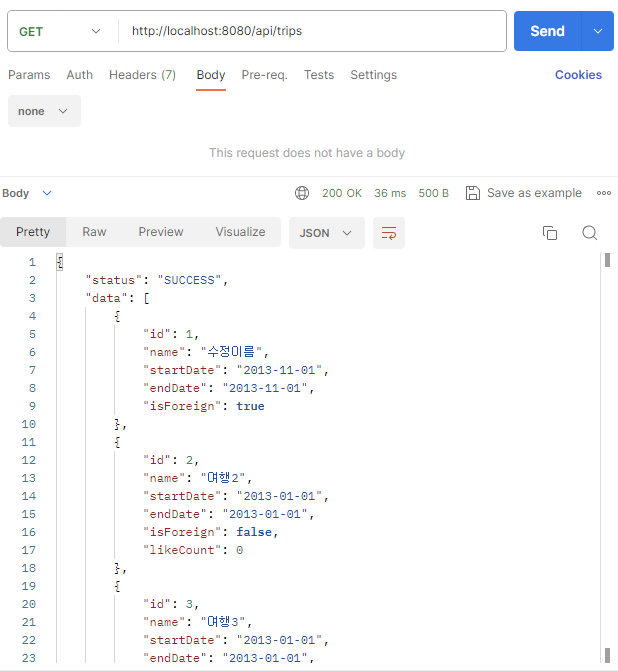 GET http://localhost:8080/api/trips Send
Params Auth Headers (7) Body Pre-req. Tests Settings Cookies
none
This request does not have a body
Body 200 OK 36 ms 500 B Save as example
Pretty Raw Preview Visualize JSON
1 {
2 "status": "SUCCESS",
3 "data": [
4 {
5 "id": 1,
6 "name": "수정이름",
7 "startDate": "2013-11-01",
8 "endDate": "2013-11-01",
9 "isForeign": true
10 },
11 {
12 "id": 2,
13 "name": "여행2",
14 "startDate": "2013-01-01",
15 "endDate": "2013-01-01",
16 "isForeign": false,
17 "likeCount": 0
18 },
19 {
20 "id": 3,
21 "name": "여행3",
22 "startDate": "2013-01-01",
23 "endDate": "2013-01-01",